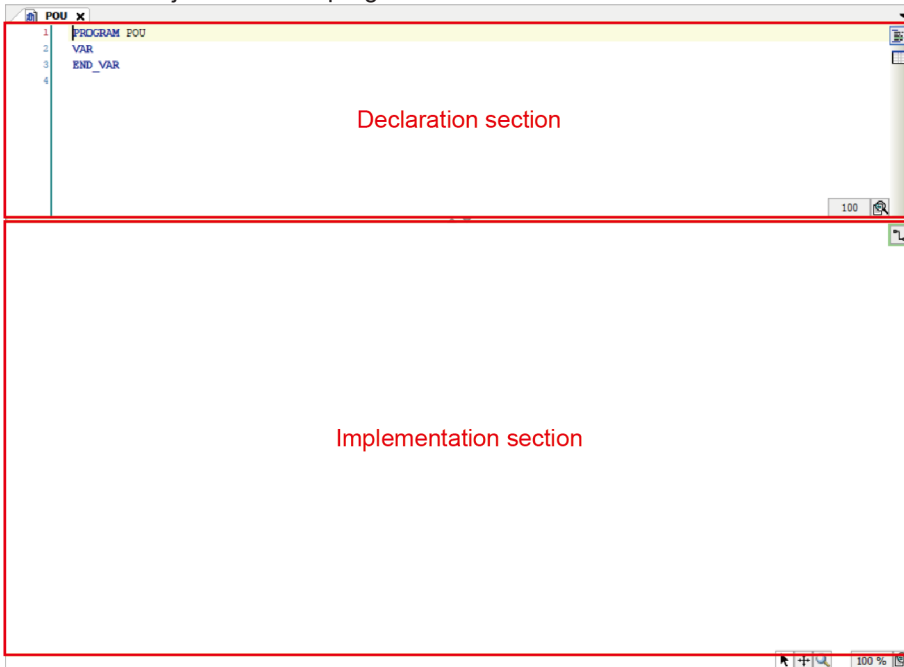 POU x
1 PROGRAM POU
2 VAR
3 END_VAR
4
Declaration section
100
Implementation section
100 %